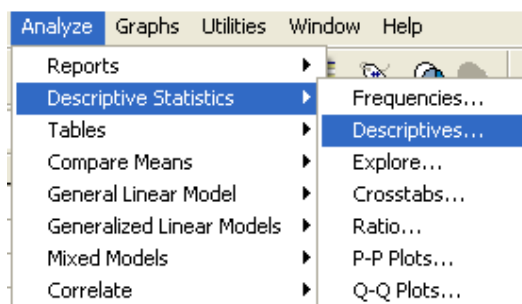 Analyze Graphs Utilities Window Help
Reports
Descriptive Statistics
Tables
Compare Means
General Linear Model
Generalized Linear Models
Mixed Models
Correlate
Frequencies...
Descriptives...
Explore...
Crosstabs...
Ratio...
P-P Plots...
Q-Q Plots...